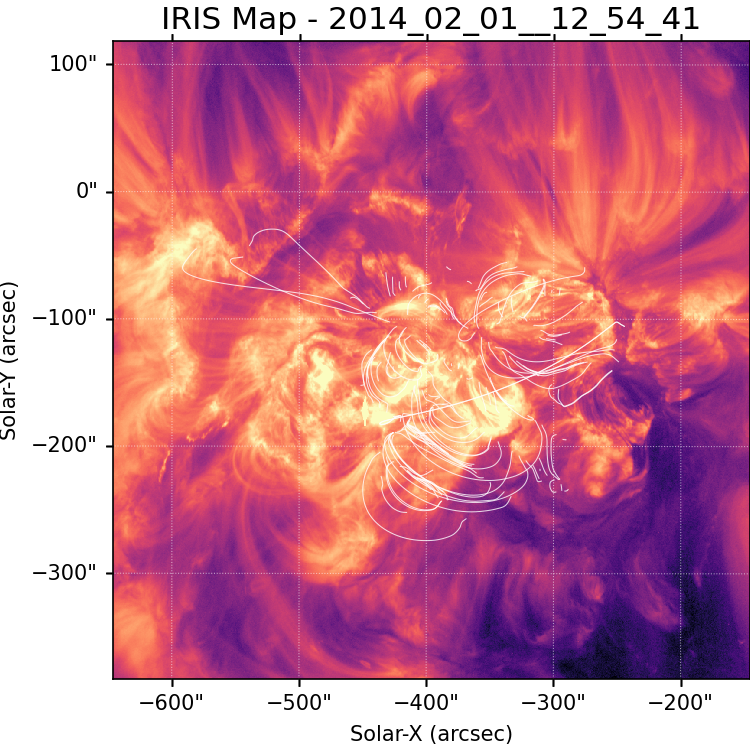 IRIS Map - 2014_02_01__12_54_41
100"
0"
−100"
−200"
−300"
Solar-Y (arcsec)
−600" −500" −400" −300" −200"
Solar-X (arcsec)